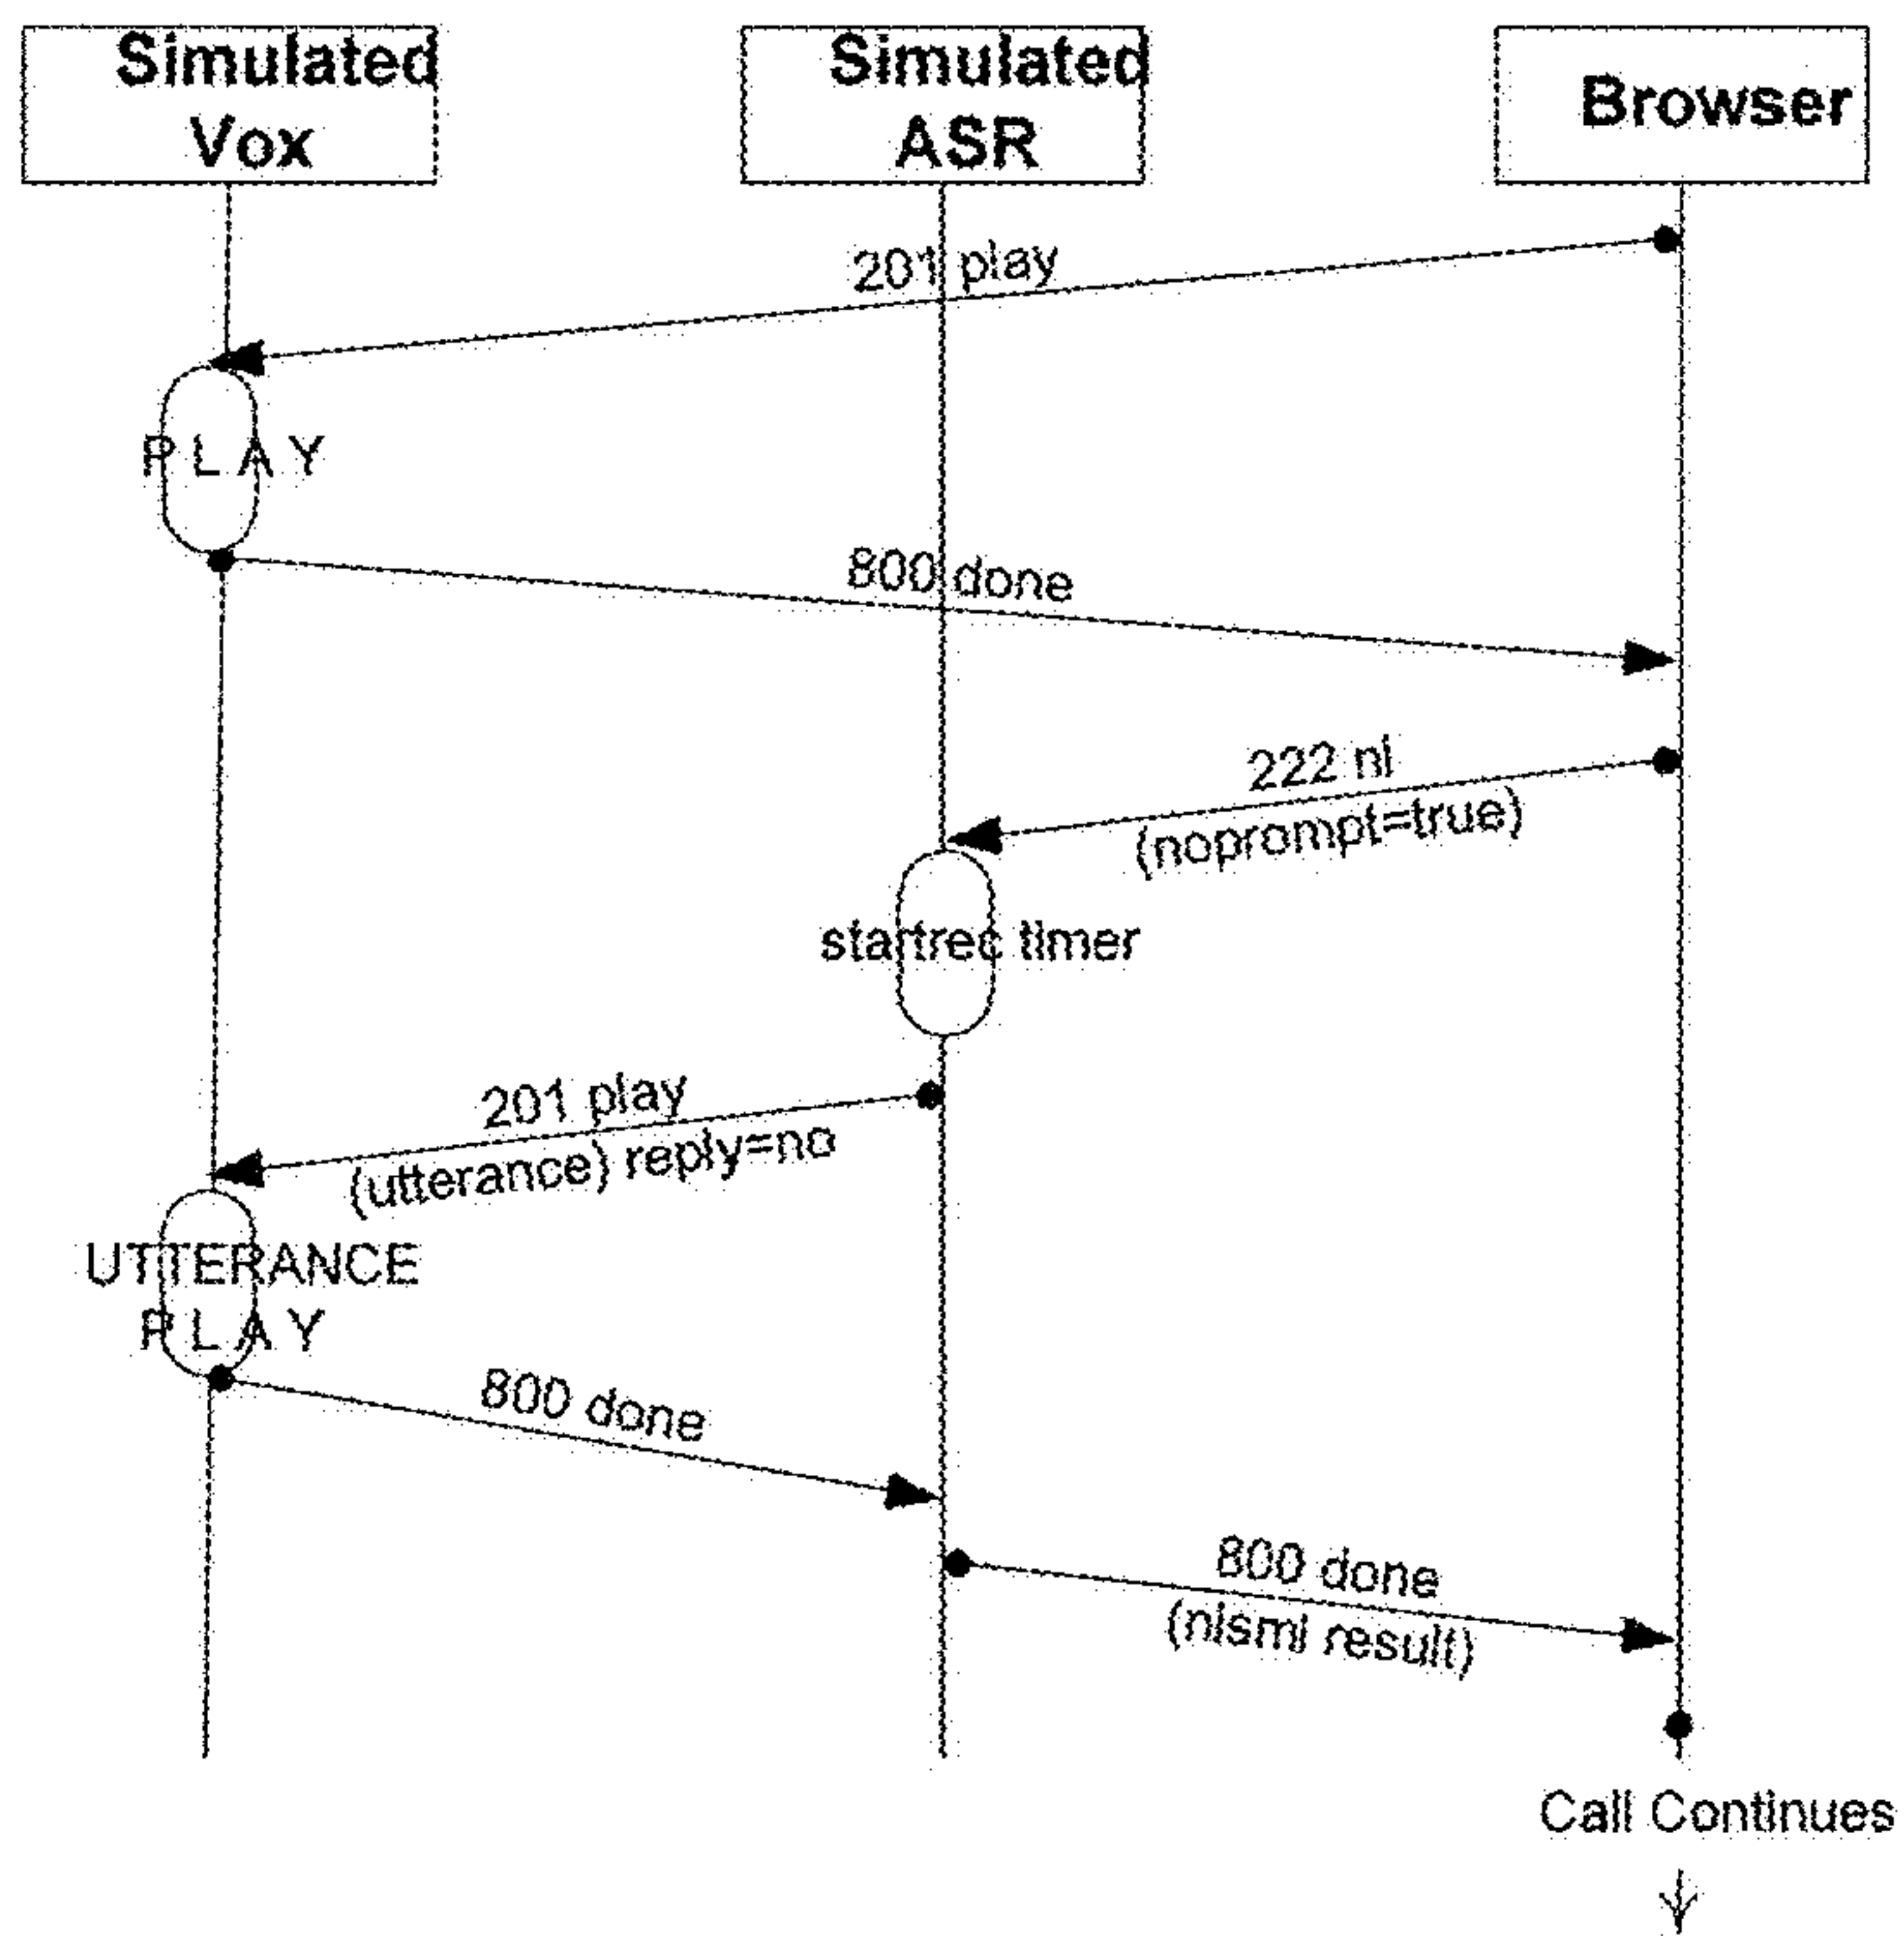 Simulated
Vox
Simulated
ASR
Browser
201 play
P L A Y
800 done
222 nl
(noprompt=true)
startrec timer
201 play
(utterance) reply=no
UTTERANCE
P L A Y
800 done
800 done
(nlsml result)
Call Continues